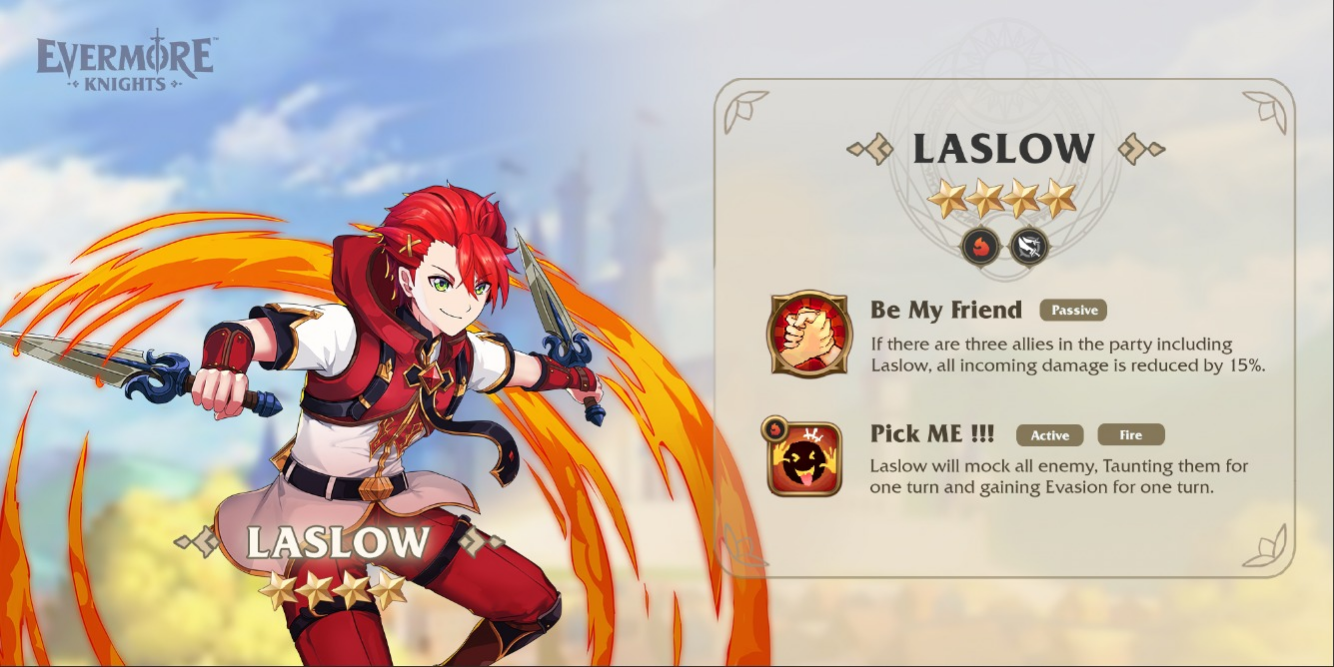 EVERMORE™
KNIGHTS
LASLOW
LASLOW
Be My Friend Passive
If there are three allies in the party including
Laslow, all incoming damage is reduced by 15%.
Pick ME !!! Active Fire
Laslow will mock all enemy, Taunting them for
one turn and gaining Evasion for one turn.